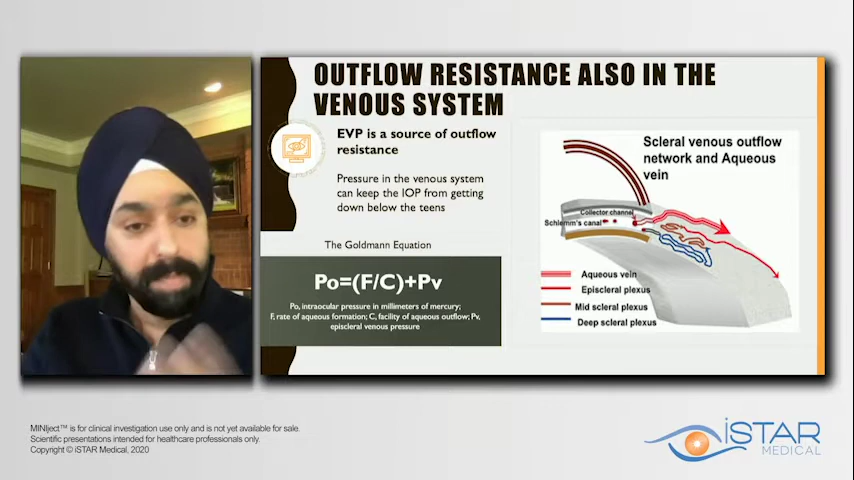 OUTFLOW RESISTANCE ALSO IN THE
VENOUS SYSTEM
EVP is a source of outflow
resistance
Pressure in the venous system
can keep the IOP from getting
down below the teens
The Goldmann Equation
Po=(F/C)+Pv
Po, intraocular pressure in millimeters of mercury;
F, rate of aqueous formation; C, facility of aqueous outflow; Pv,
episcleral venous pressure
Scleral venous outflow
network and Aqueous
vein
Collector channel
Schlemm's canal
Aqueous vein
Episcleral plexus
Mid scleral plexus
Deep scleral plexus
MINIject™ is for clinical investigation use only and is not yet available for sale.
Scientific presentations intended for healthcare professionals only.
Copyright © iSTAR Medical, 2020
iSTAR
MEDICAL